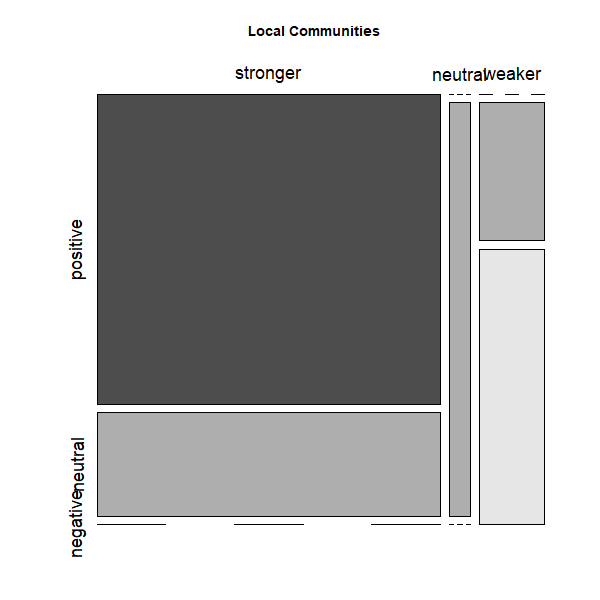 Local Communities
stronger
neutral
weaker
positive
neutral
negative